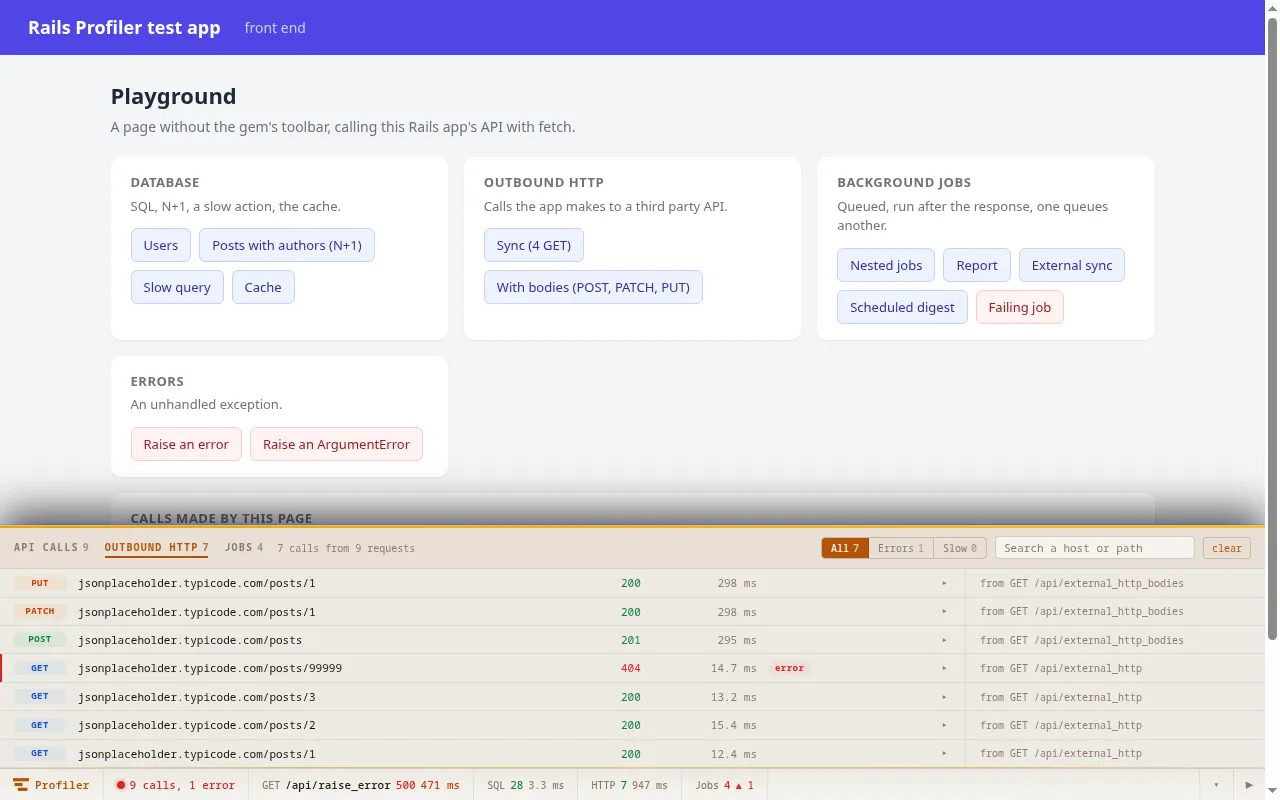 Rails Profiler test app front end
Playground
A page without the gem's toolbar, calling this Rails app's API with fetch.
DATABASE
SQL, N+1, a slow action, the cache.
Users Posts with authors (N+1)
Slow query Cache
OUTBOUND HTTP
Calls the app makes to a third party API.
Sync (4 GET)
With bodies (POST, PATCH, PUT)
BACKGROUND JOBS
Queued, run after the response, one queues
another.
Nested jobs Report External sync
Scheduled digest Failing job
ERRORS
An unhandled exception.
Raise an error Raise an ArgumentError
CALLS MADE BY THIS PAGE
API CALLS 9 OUTBOUND HTTP 7 JOBS 4 7 calls from 9 requests All 7 Errors 1 Slow 0 Search a host or path clear
PUT jsonplaceholder.typicode.com/posts/1 200 298 ms ▸ from GET /api/external_http_bodies
PATCH jsonplaceholder.typicode.com/posts/1 200 298 ms ▸ from GET /api/external_http_bodies
POST jsonplaceholder.typicode.com/posts 201 295 ms ▸ from GET /api/external_http_bodies
GET jsonplaceholder.typicode.com/posts/99999 404 14.7 ms error ▸ from GET /api/external_http
GET jsonplaceholder.typicode.com/posts/3 200 13.2 ms ▸ from GET /api/external_http
GET jsonplaceholder.typicode.com/posts/2 200 15.4 ms ▸ from GET /api/external_http
GET jsonplaceholder.typicode.com/posts/1 200 12.4 ms ▸ from GET /api/external_http
Profiler 9 calls, 1 error GET /api/raise_error 500 471 ms SQL 28 3.3 ms HTTP 7 947 ms Jobs 4 ▲ 1 ▾ ▶